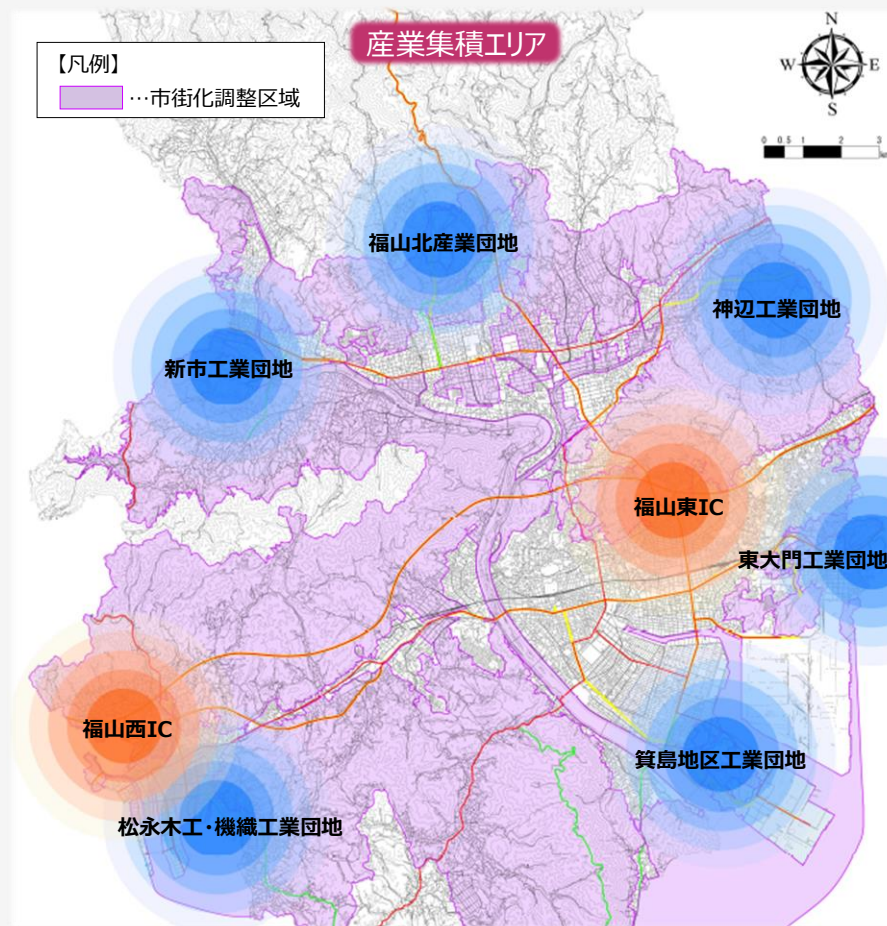 産業集積エリア
【凡例】
…市街化調整区域
N
W E
S
0 0.5 1 2 3
福山北産業団地
神辺工業団地
新市工業団地
福山東IC
東大門工業団地
福山西IC
箕島地区工業団地
松永木工・機織工業団地